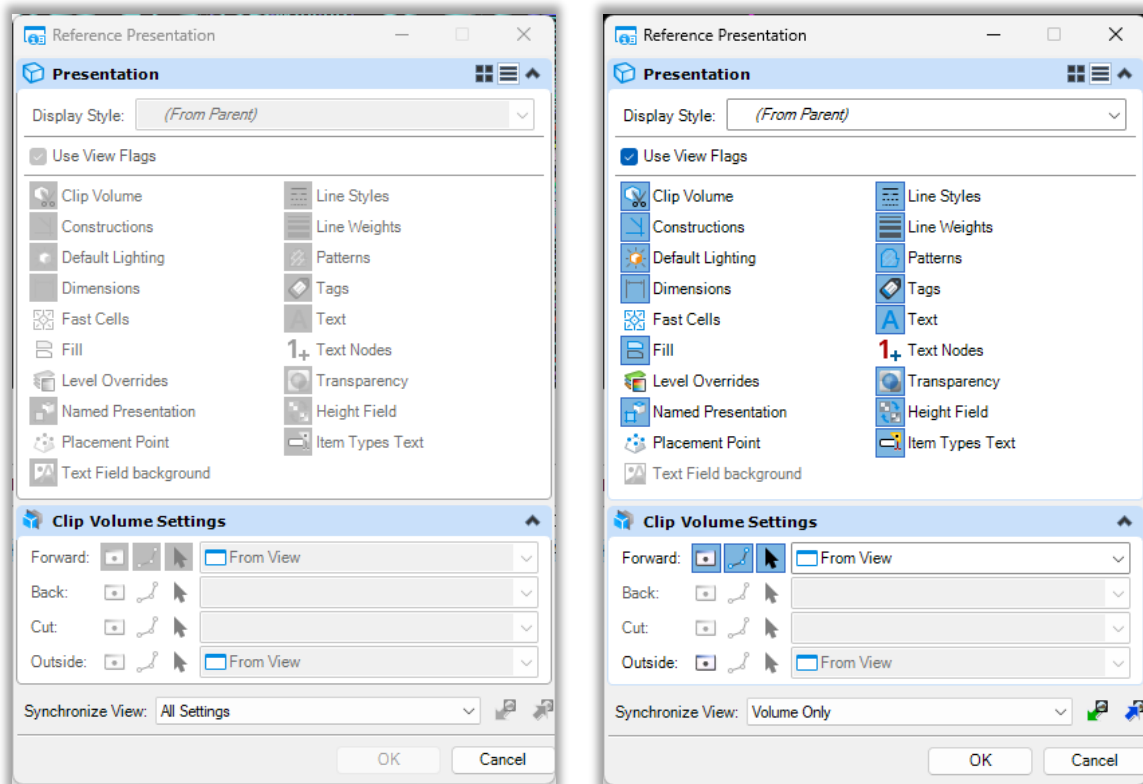 Reference Presentation
Presentation
Display Style: (From Parent)
Use View Flags
Clip Volume Line Styles
Constructions Line Weights
Default Lighting Patterns
Dimensions Tags
Fast Cells Text
Fill Text Nodes
Level Overrides Transparency
Named Presentation Height Field
Placement Point Item Types Text
Text Field background
Clip Volume Settings
Forward: From View
Back:
Cut:
Outside: From View
Synchronize View: All Settings
OK Cancel
Reference Presentation
Presentation
Display Style: (From Parent)
Use View Flags
Clip Volume Line Styles
Constructions Line Weights
Default Lighting Patterns
Dimensions Tags
Fast Cells Text
Fill Text Nodes
Level Overrides Transparency
Named Presentation Height Field
Placement Point Item Types Text
Text Field background
Clip Volume Settings
Forward: From View
Back:
Cut:
Outside: From View
Synchronize View: Volume Only
OK Cancel